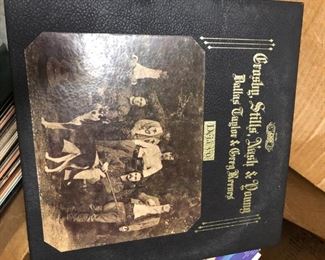 Crosby, Stills, Nash & Young
Dallas Taylor & Greg Reeves
Déjà Vu